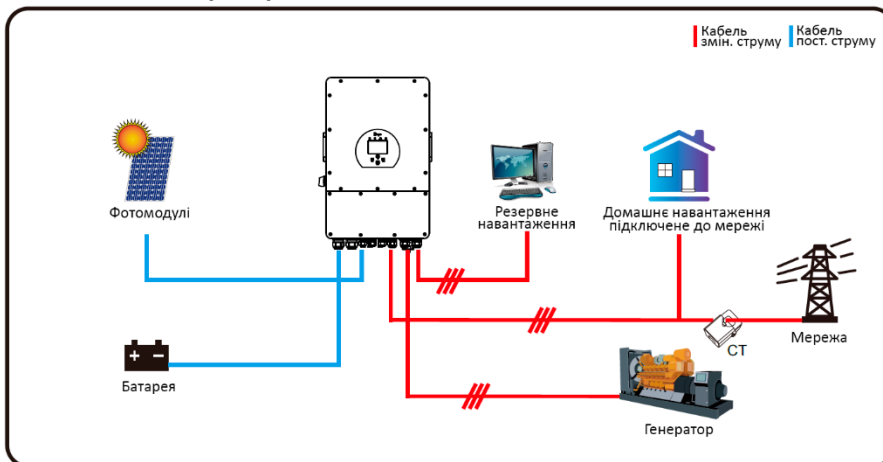 Кабель
змін. струму
Кабель
пост. струму
Фотомодулі
Резервне
навантаження
Домашнє навантаження
підключене до мережі
CT
Мережа
Батарея
Генератор